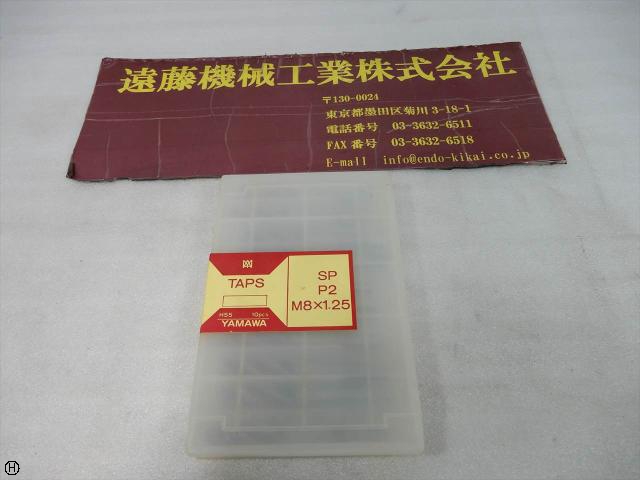 遠藤機械工業株式会社
〒130-0024
東京都墨田区菊川 3-18-1
電話番号 03-3632-6511
FAX 番号 03-3632-6518
E-mail info@endo-kikai.co.jp
TAPS
HSS 10pcs
YAMAWA
SP
P2
M8×1.25
H